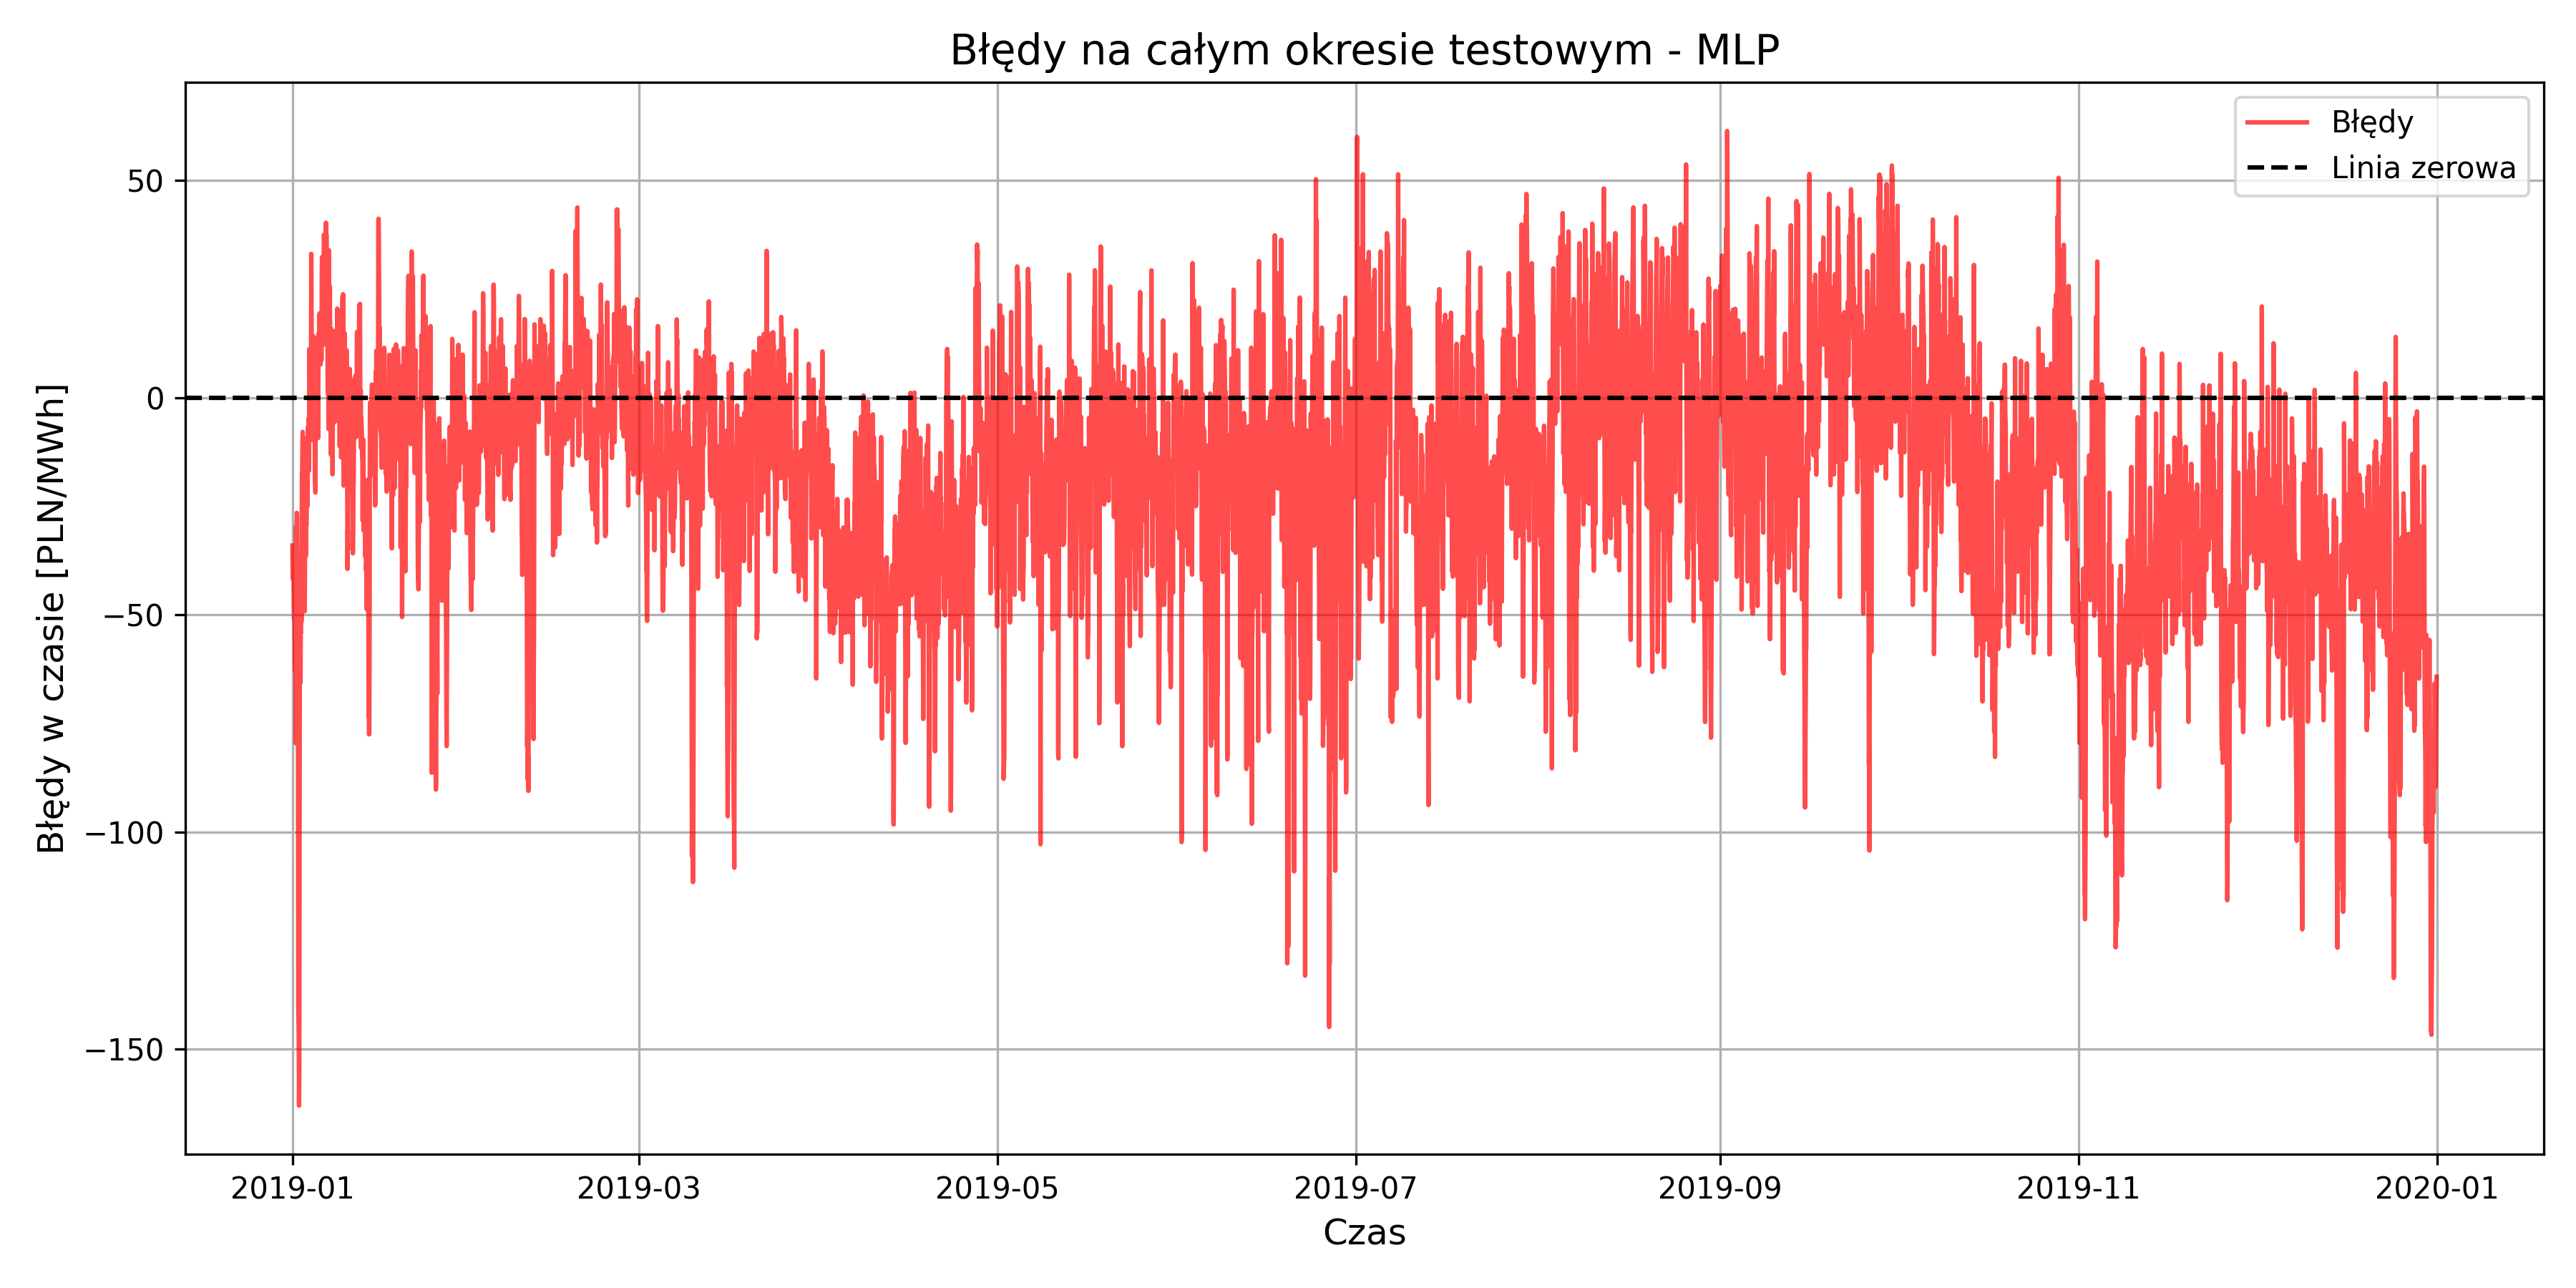 Błędy na całym okresie testowym - MLP
Błędy
Linia zerowa
Błędy w czasie [PLN/MWh]
50
0
−50
−100
−150
2019-01
2019-03
2019-05
2019-07
2019-09
2019-11
2020-01
Czas